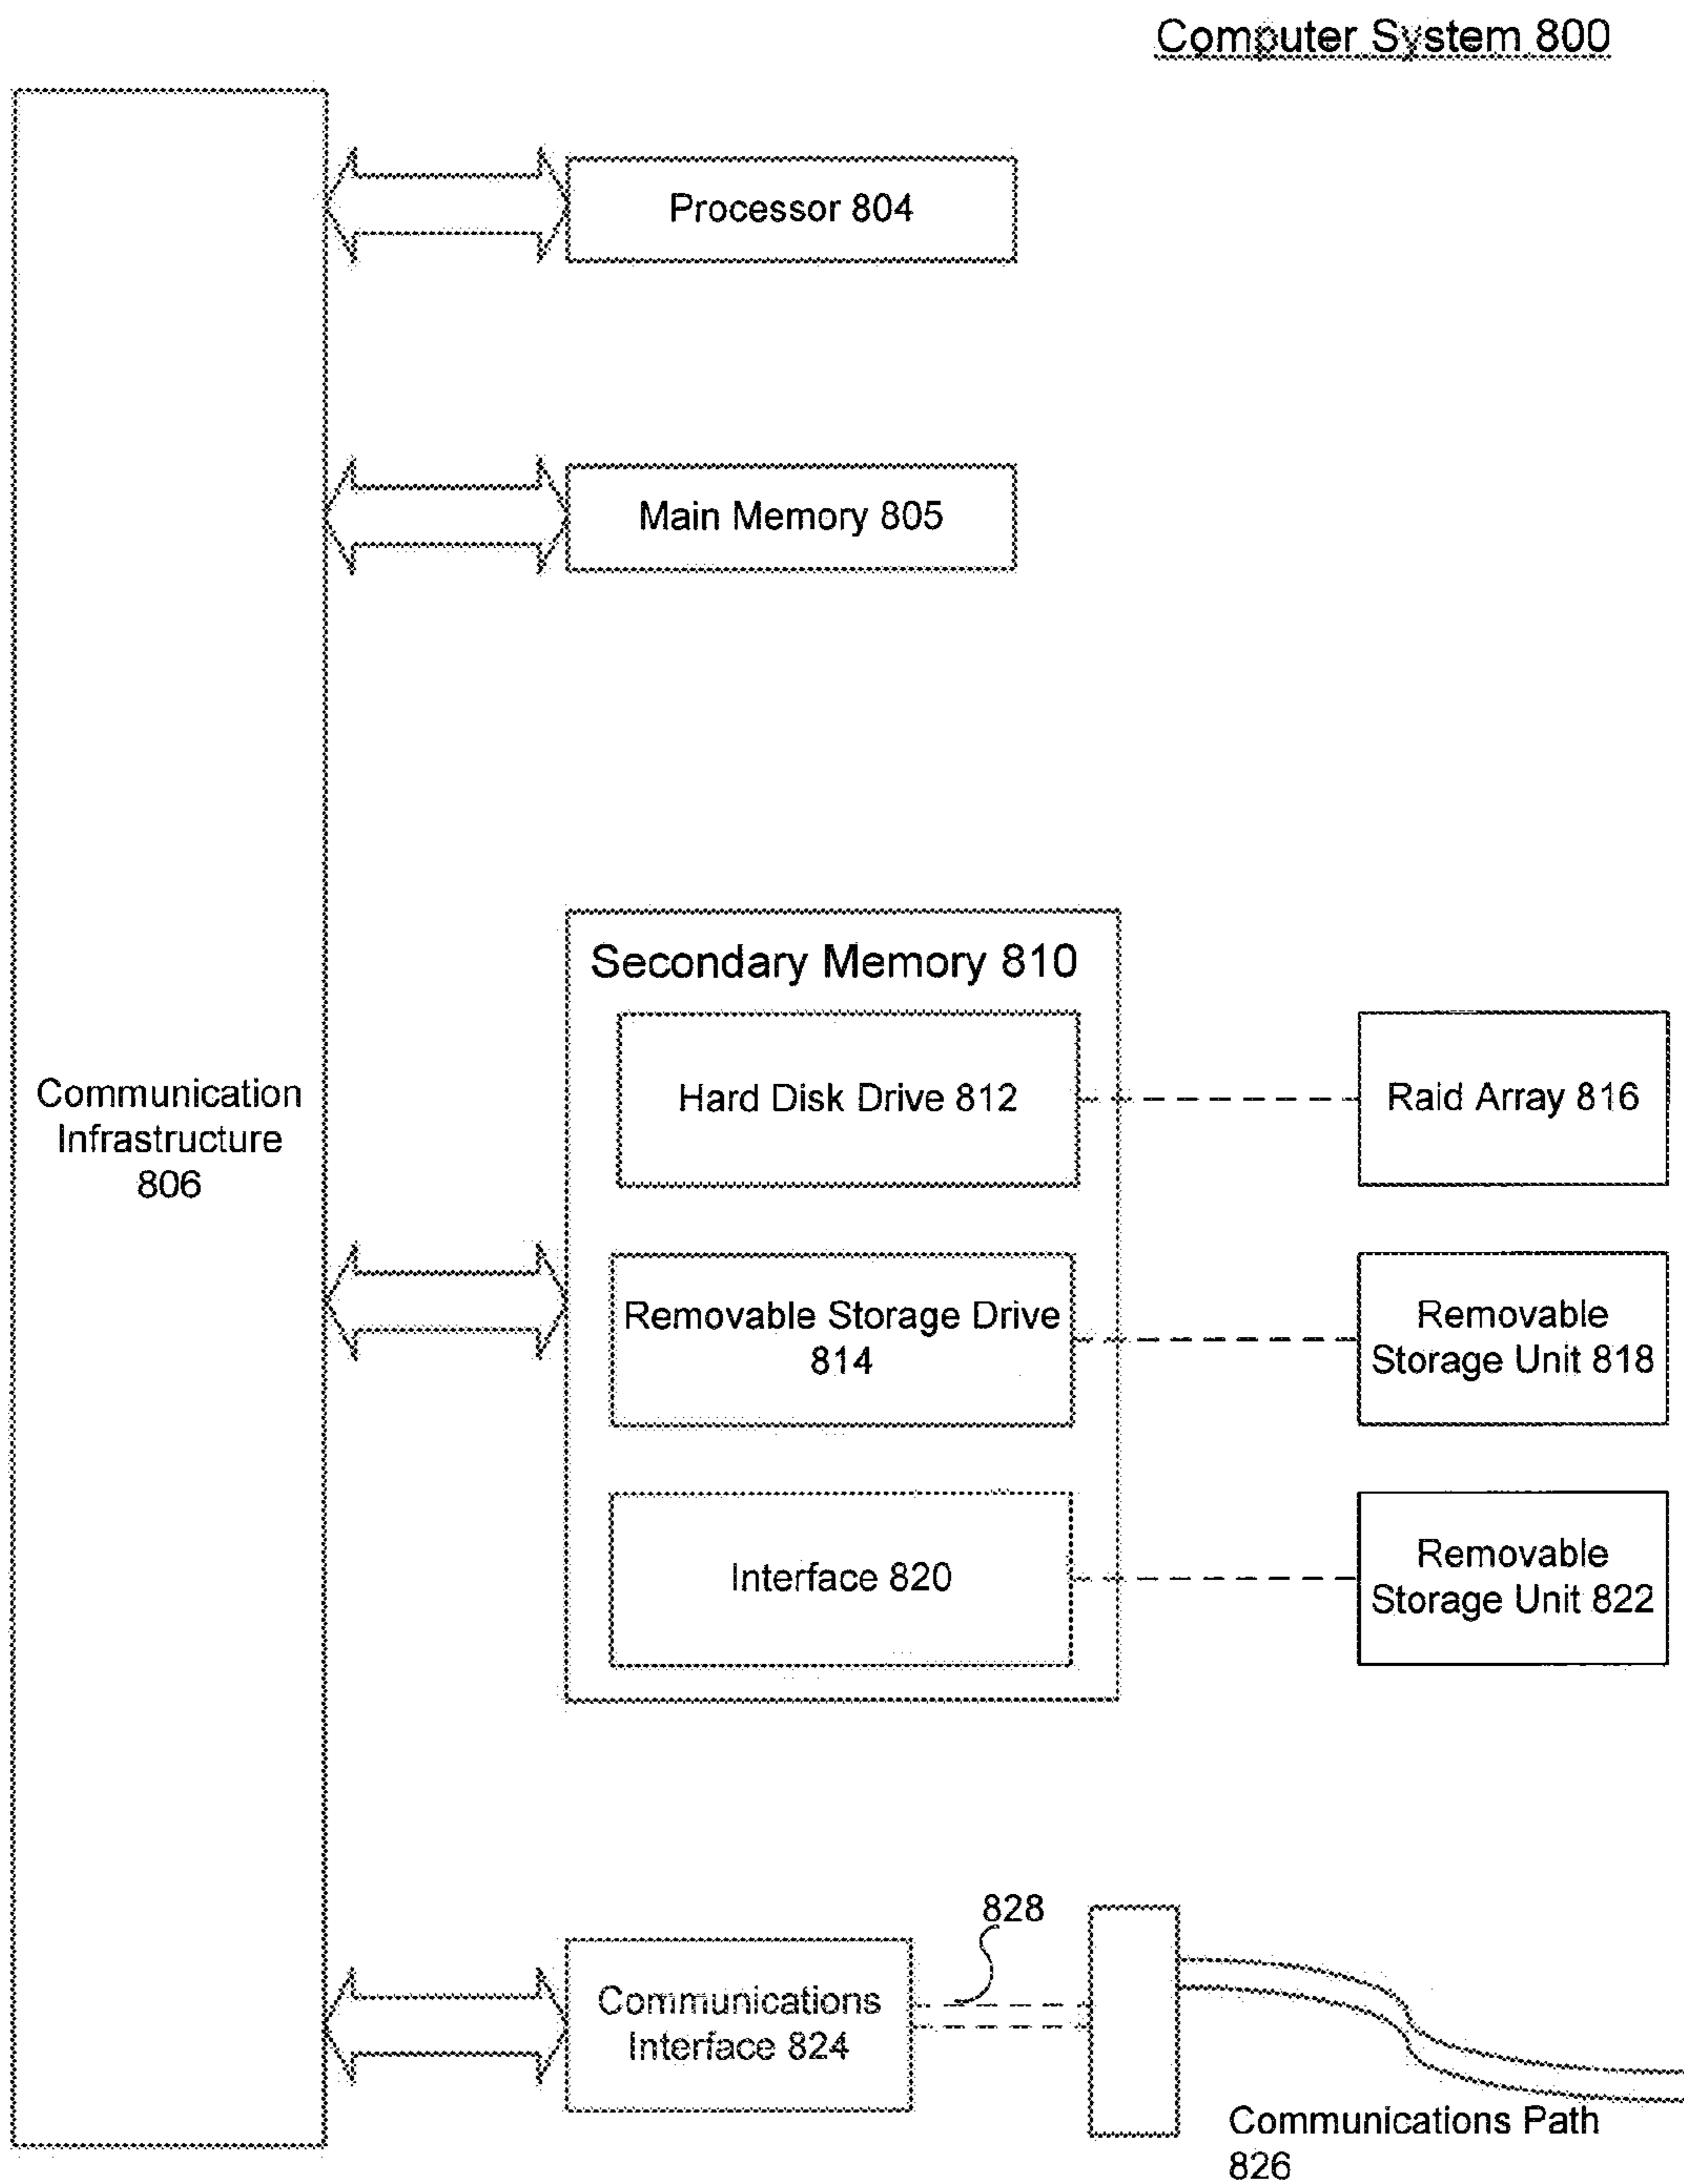 Computer System 800
Processor 804
Main Memory 805
Communication
Infrastructure
806
Secondary Memory 810
Hard Disk Drive 812
Raid Array 816
Removable Storage Drive
814
Removable
Storage Unit 818
Interface 820
Removable
Storage Unit 822
828
Communications
Interface 824
Communications Path
826